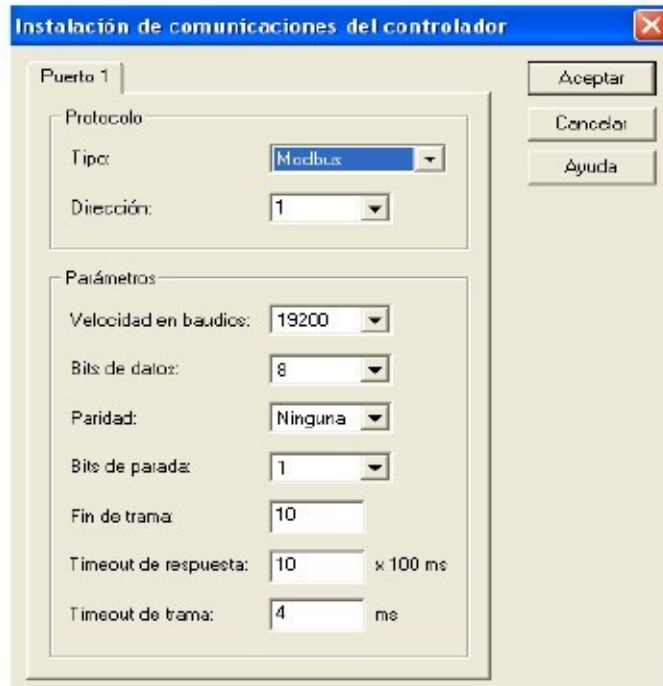 Instalación de comunicaciones del controlador
Puerto 1
Aceptar
Protocolo
Cancelar
Tipo: Modbus
Ayuda
Dirección: 1
Parámetros
Velocidad en baudios: 19200
Bits de datos: 8
Paridad: Ninguna
Bits de parada: 1
Fin de trama: 10
Timeout de respuesta: 10 x 100 ms
Timeout de trama: 4 ms